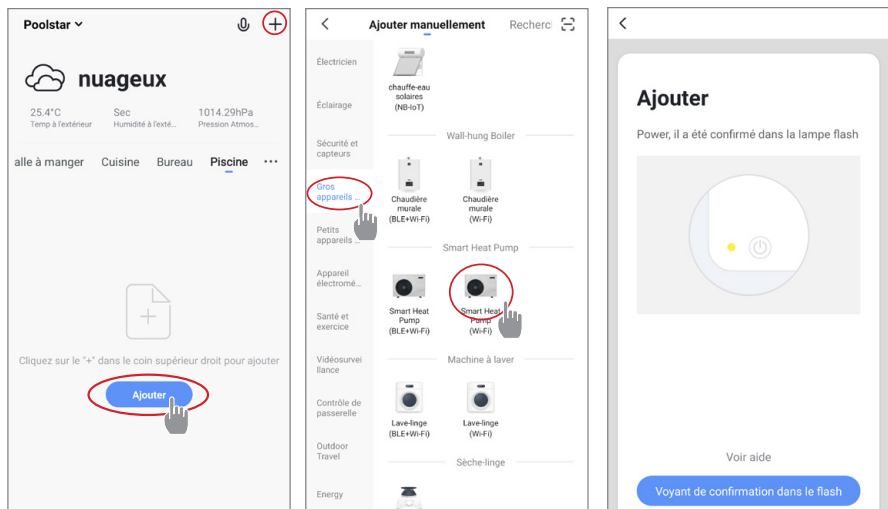 Poolstar
nuageux
25.4°C Sec 1014.29hPa
Temp à l'extérieur Humidité à l'exté... Pression Atmos...
alle à manger Cuisine Bureau Piscine ...
Cliquez sur le "+" dans le coin supérieur droit pour ajouter
Ajouter
Ajouter manuellement Recherc
Électricien
Éclairage
Sécurité et
capteurs
Gros
appareils ...
Petits
appareils ...
Appareil
électromé...
Santé et
exercice
Vidéosurvei
llance
Contrôle de
passerelle
Outdoor
Travel
Energy
chauffe-eau
solaires
(NB-IoT)
Wall-hung Boiler
Chaudière
murale
(BLE+Wi-Fi)
Chaudière
murale
(Wi-Fi)
Smart Heat Pump
Smart Heat
Pump
(BLE+Wi-Fi)
Smart Heat
Pump
(Wi-Fi)
Machine à laver
Lave-linge
(BLE+Wi-Fi)
Lave-linge
(Wi-Fi)
Sèche-linge
Ajouter
Power, il a été confirmé dans la lampe flash
Voir aide
Voyant de confirmation dans le flash